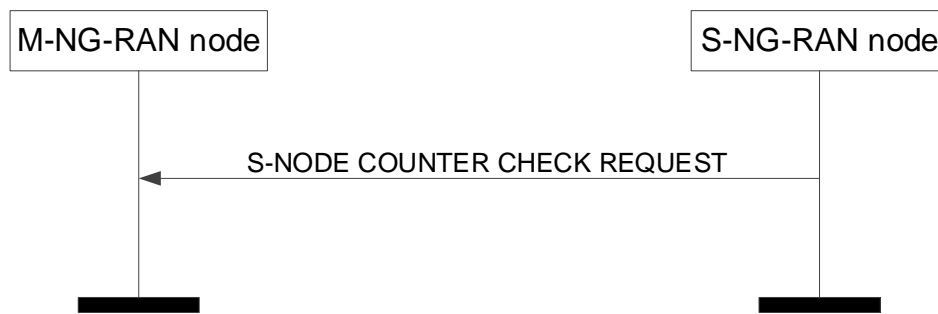 M-NG-RAN node
S-NG-RAN node
S-NODE COUNTER CHECK REQUEST